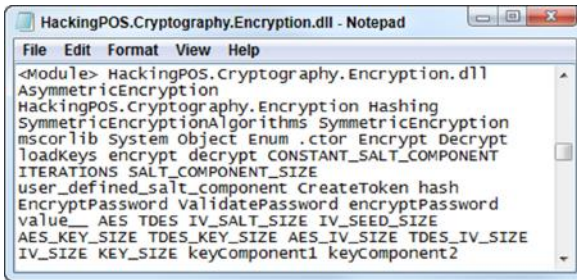 HackingPOS.Cryptography.Encryption.dll - Notepad
File Edit Format View Help
<Module> HackingPOS.Cryptography.Encryption.dll
AsymmetricEncryption
HackingPOS.Cryptography.Encryption Hashing
SymmetricEncryptionAlgorithms SymmetricEncryption
mscorlib System Object Enum .ctor Encrypt Decrypt
loadKeys encrypt decrypt CONSTANT_SALT_COMPONENT
ITERATIONS SALT_COMPONENT_SIZE
user_defined_salt_component CreateToken hash
EncryptPassword ValidatePassword encryptPassword
value__ AES TDES IV_SALT_SIZE IV_SEED_SIZE
AES_KEY_SIZE TDES_KEY_SIZE AES_IV_SIZE TDES_IV_SIZE
IV_SIZE KEY_SIZE keyComponent1 keyComponent2